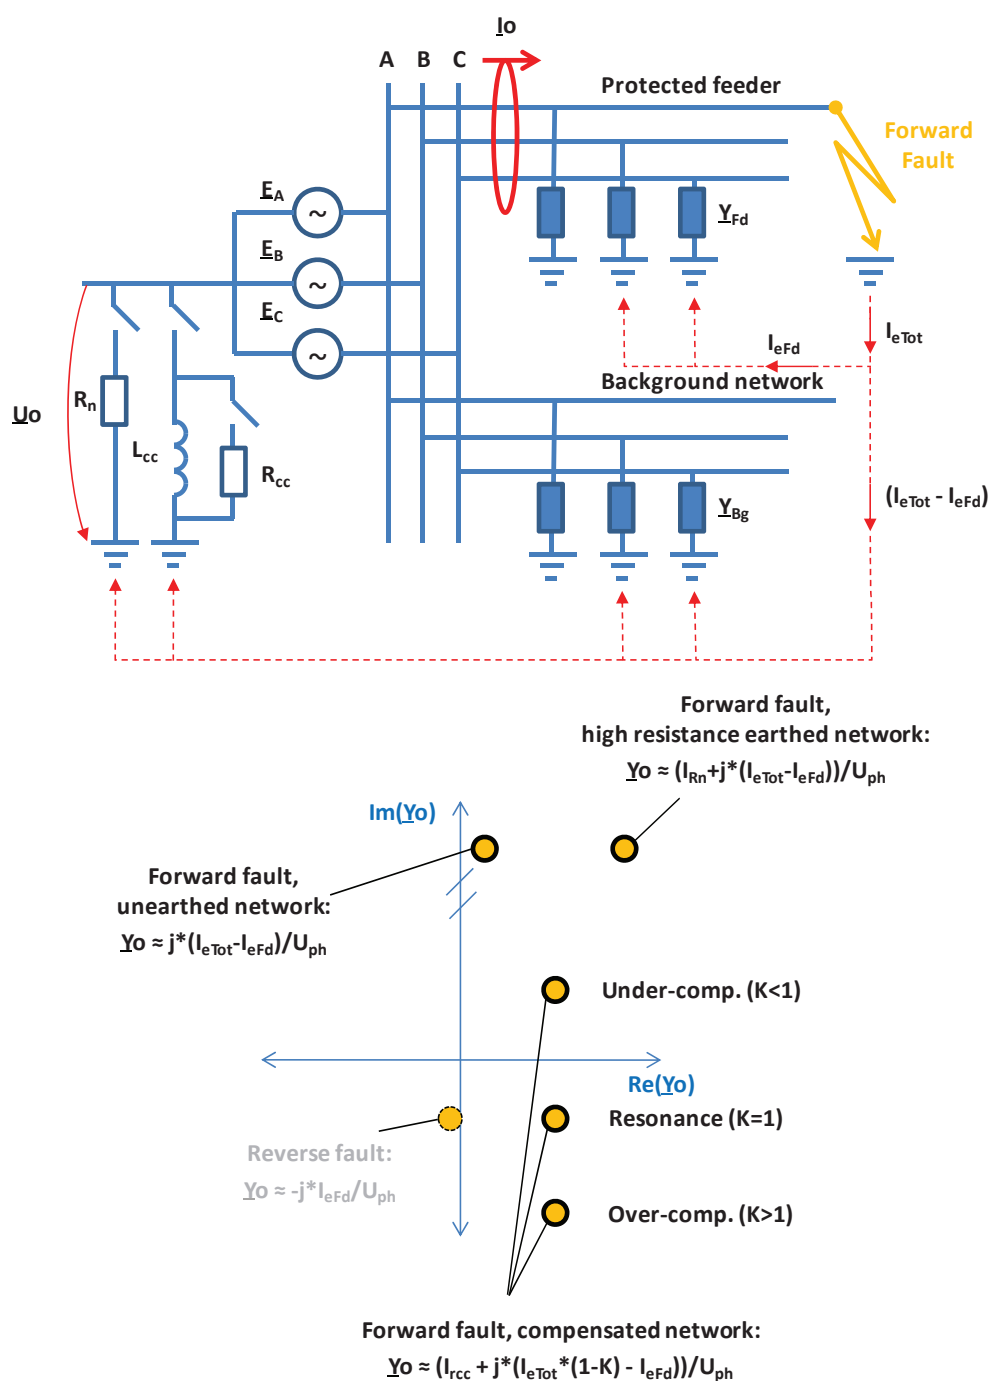 Io
A B C
Protected feeder
Forward
Fault
EA
YFd
~
EB
~
EC
IeTot
IeFd
~
Background network
Rn
Uo
Lcc
Rcc
(IeTot - IeFd)
YBg
Forward fault,
high resistance earthed network:
Yo ≈ (IRn+j*(IeTot-IeFd))/Uph
Im(Yo)
Forward fault,
unearthed network:
Yo ≈ j*(IeTot-IeFd)/Uph
Under-comp. (K<1)
Re(Yo)
Resonance (K=1)
Reverse fault:
Yo ≈ -j*IeFd/Uph
Over-comp. (K>1)
Forward fault, compensated network:
Yo ≈ (Ircc + j*(IeTot*(1-K) - IeFd))/Uph